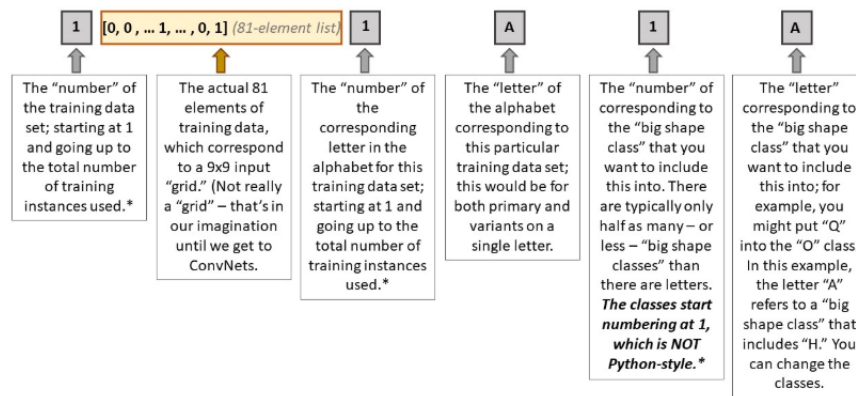 1
[0, 0 , … 1, … , 0, 1] (81-element list)
1
A
1
A
The “number” of
the training data
set; starting at 1
and going up to
the total number
of training
instances used.*
The actual 81
elements of
training data,
which correspond
to a 9x9 input
“grid.” (Not really
a “grid” – that’s in
our imagination
until we get to
ConvNets.
The “number” of
the
corresponding
letter in the
alphabet for this
training data set;
starting at 1 and
going up to the
total number of
training instances
used.*
The “letter” of
the alphabet
corresponding to
this particular
training data set;
this would be for
both primary and
variants on a
single letter.
The “number” of
corresponding to
the “big shape
class” that you
want to include
this into. There
are typically only
half as many – or
less – “big shape
classes” than
there are letters.
The classes start
numbering at 1,
which is NOT
Python-style.*
The “letter”
corresponding to
the “big shape
class” that you
want to include
this into; for
example, you
might put “Q”
into the “O” class.
In this example,
the letter “A”
refers to a “big
shape class” that
includes “H.” You
can change the
classes.